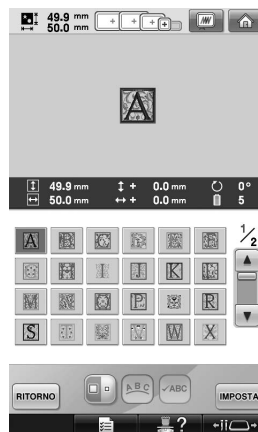 49.9 mm
50.0 mm
A
49.9 mm + 0.0 mm 0°
50.0 mm + 0.0 mm 5
A B C 1/2
H I J K
M N O P R
S T W X
RITORNO ABC ✓ABC IMPOSTA
?